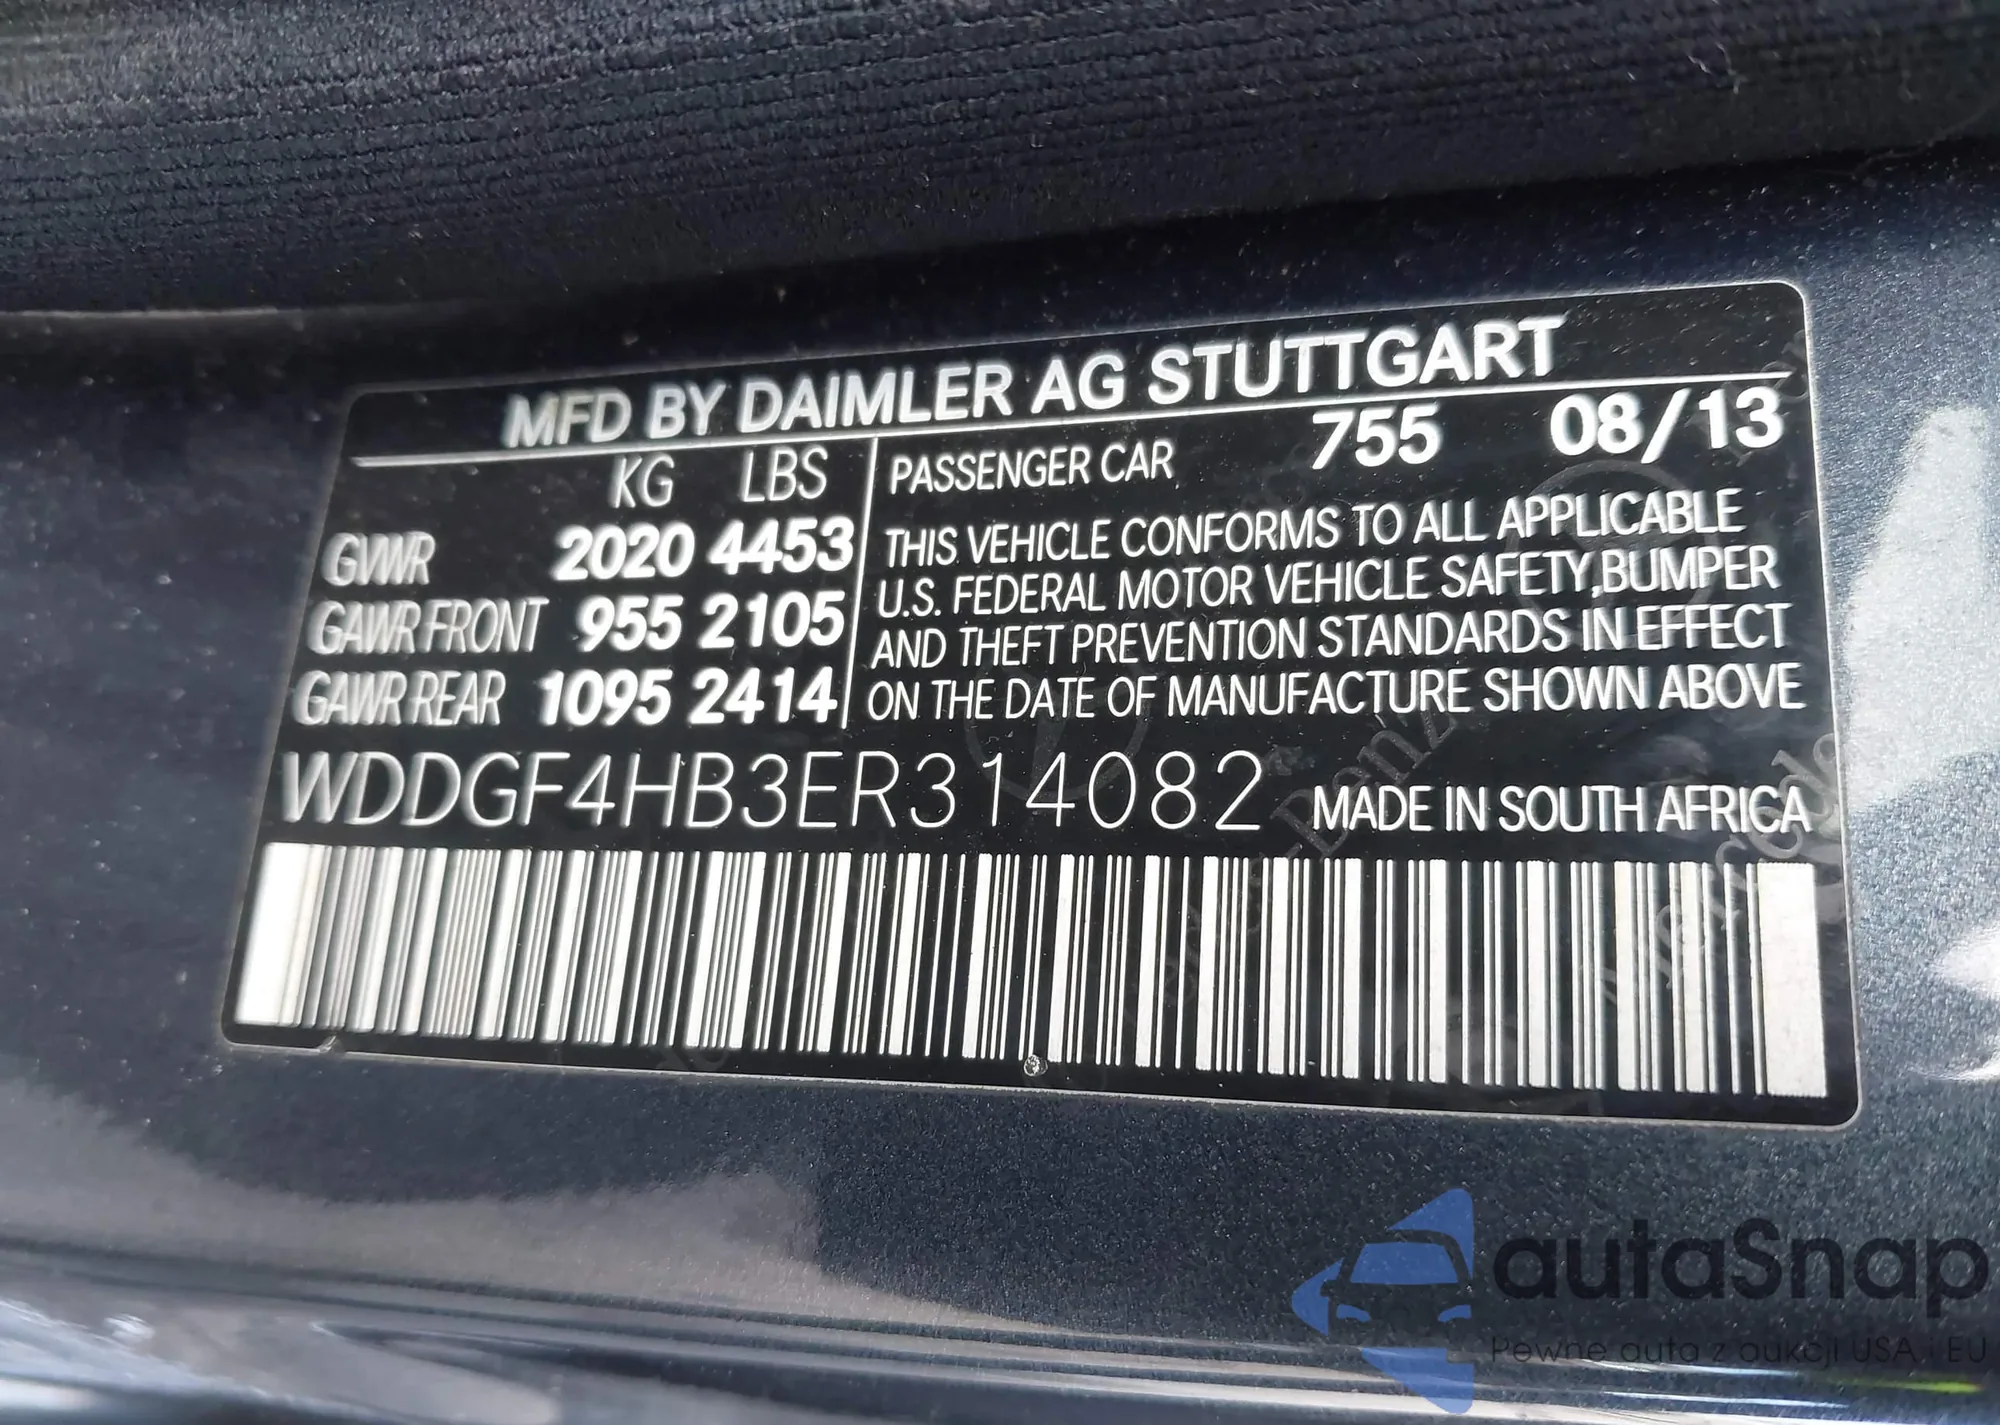 MFD BY DAIMLER AG STUTTGART
KG LBS
GVWR 2020 4453
GAWR FRONT 955 2105
GAWR REAR 1095 2414
PASSENGER CAR 755 08/13
THIS VEHICLE CONFORMS TO ALL APPLICABLE
U.S. FEDERAL MOTOR VEHICLE SAFETY,BUMPER
AND THEFT PREVENTION STANDARDS IN EFFECT
ON THE DATE OF MANUFACTURE SHOWN ABOVE
WDDGF4HB3ER314082 MADE IN SOUTH AFRICA
autaSnap
Pewne auta z aukcji USA i EU